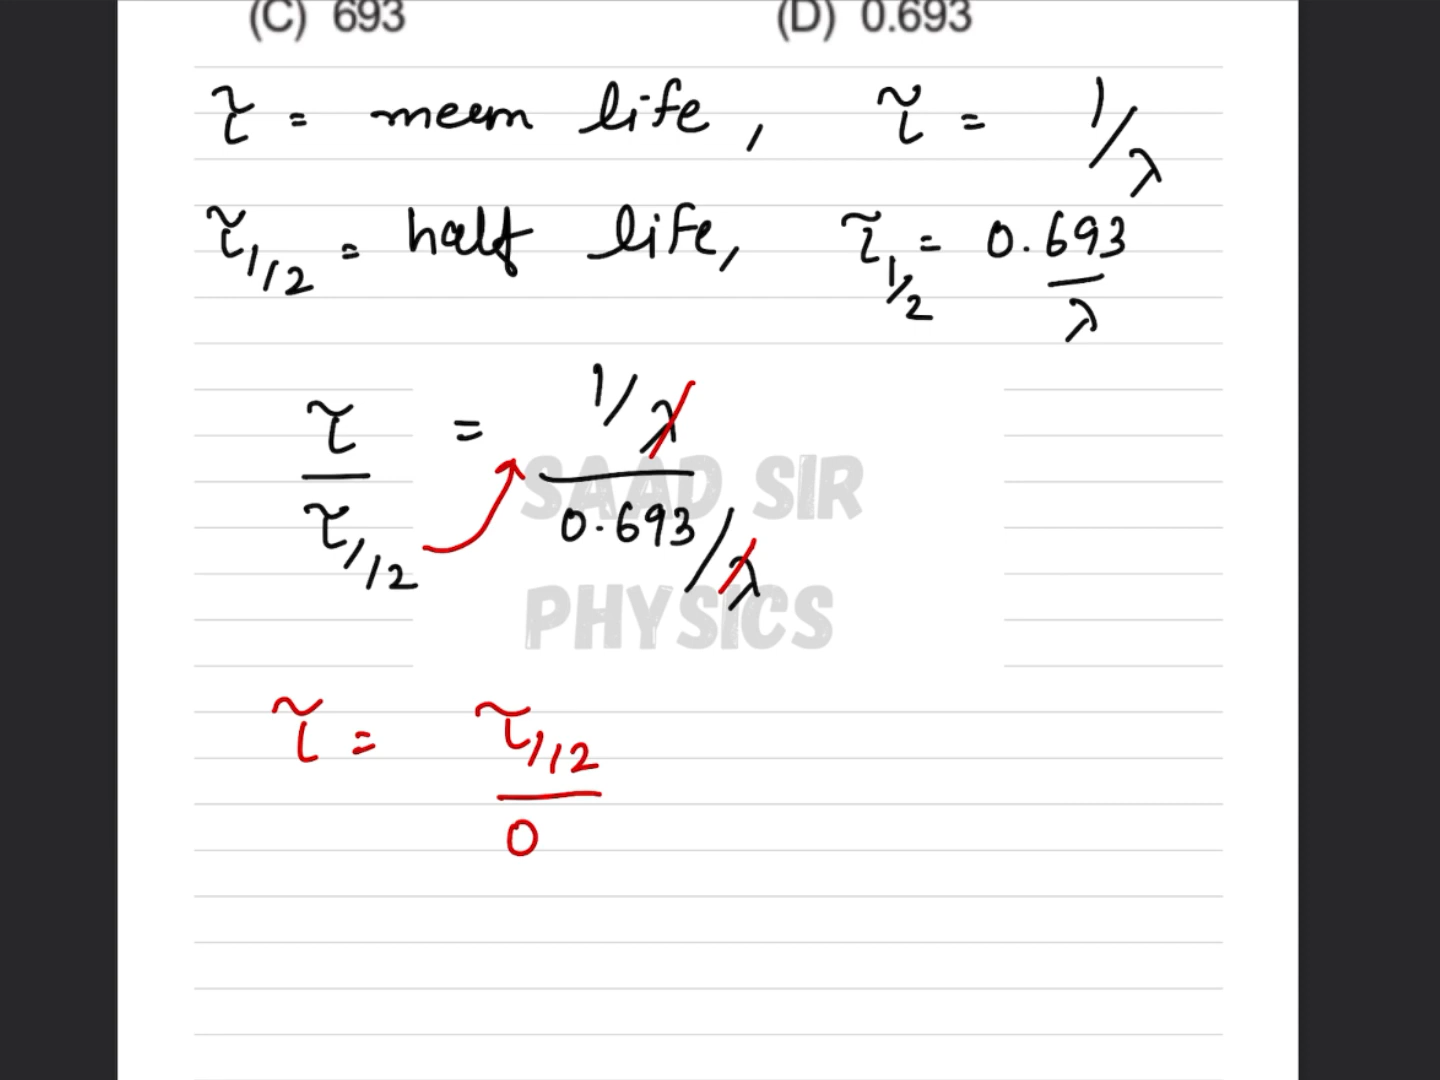 (C) 693 (D) 0.693
τ = meem life, τ = 1/λ
τ1/2 = half life, τ1/2 = 0.693/λ
τ/τ1/2 = 1/λ / 0.693/λ
SAAD SIR
PHYSICS
τ = τ1/2 / 0